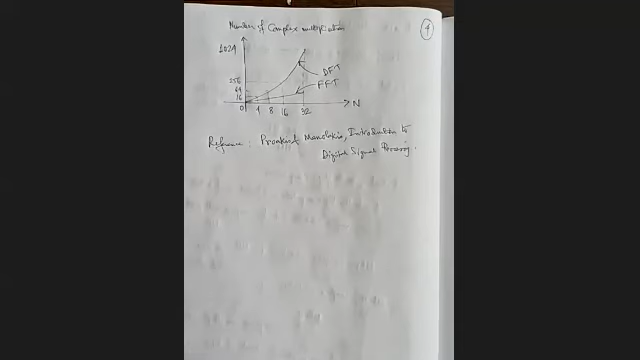 Number of Complex multiplications
4
1024
DFT
256
FFT
64
16
N
0 4 8 16 32
Reference: Proakis & Manolakis, Introduction to
Digital Signal Processing.